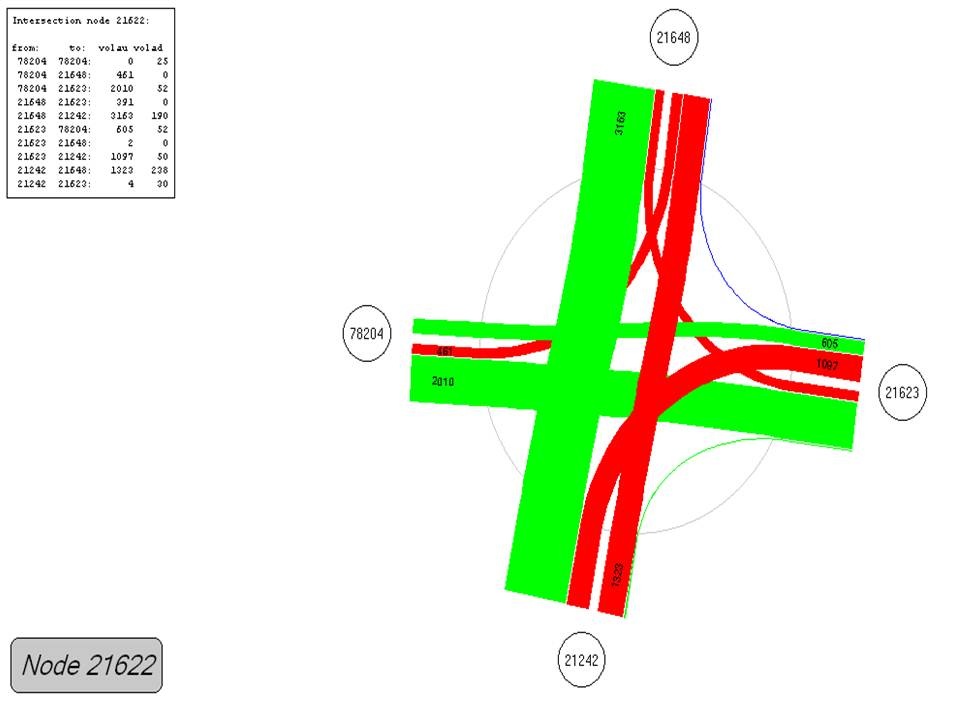 Intersection node 21622:
from: to: volau volad
78204 78204: 0 25
78204 21648: 461 0
78204 21623: 2010 52
21648 21623: 391 0
21648 21242: 3163 190
21623 78204: 605 52
21623 21648: 2 0
21623 21242: 1097 50
21242 21648: 1323 238
21242 21623: 4 30
21648
3163
78204
605
461
1097
2010
21623
1323
21242
Node 21622